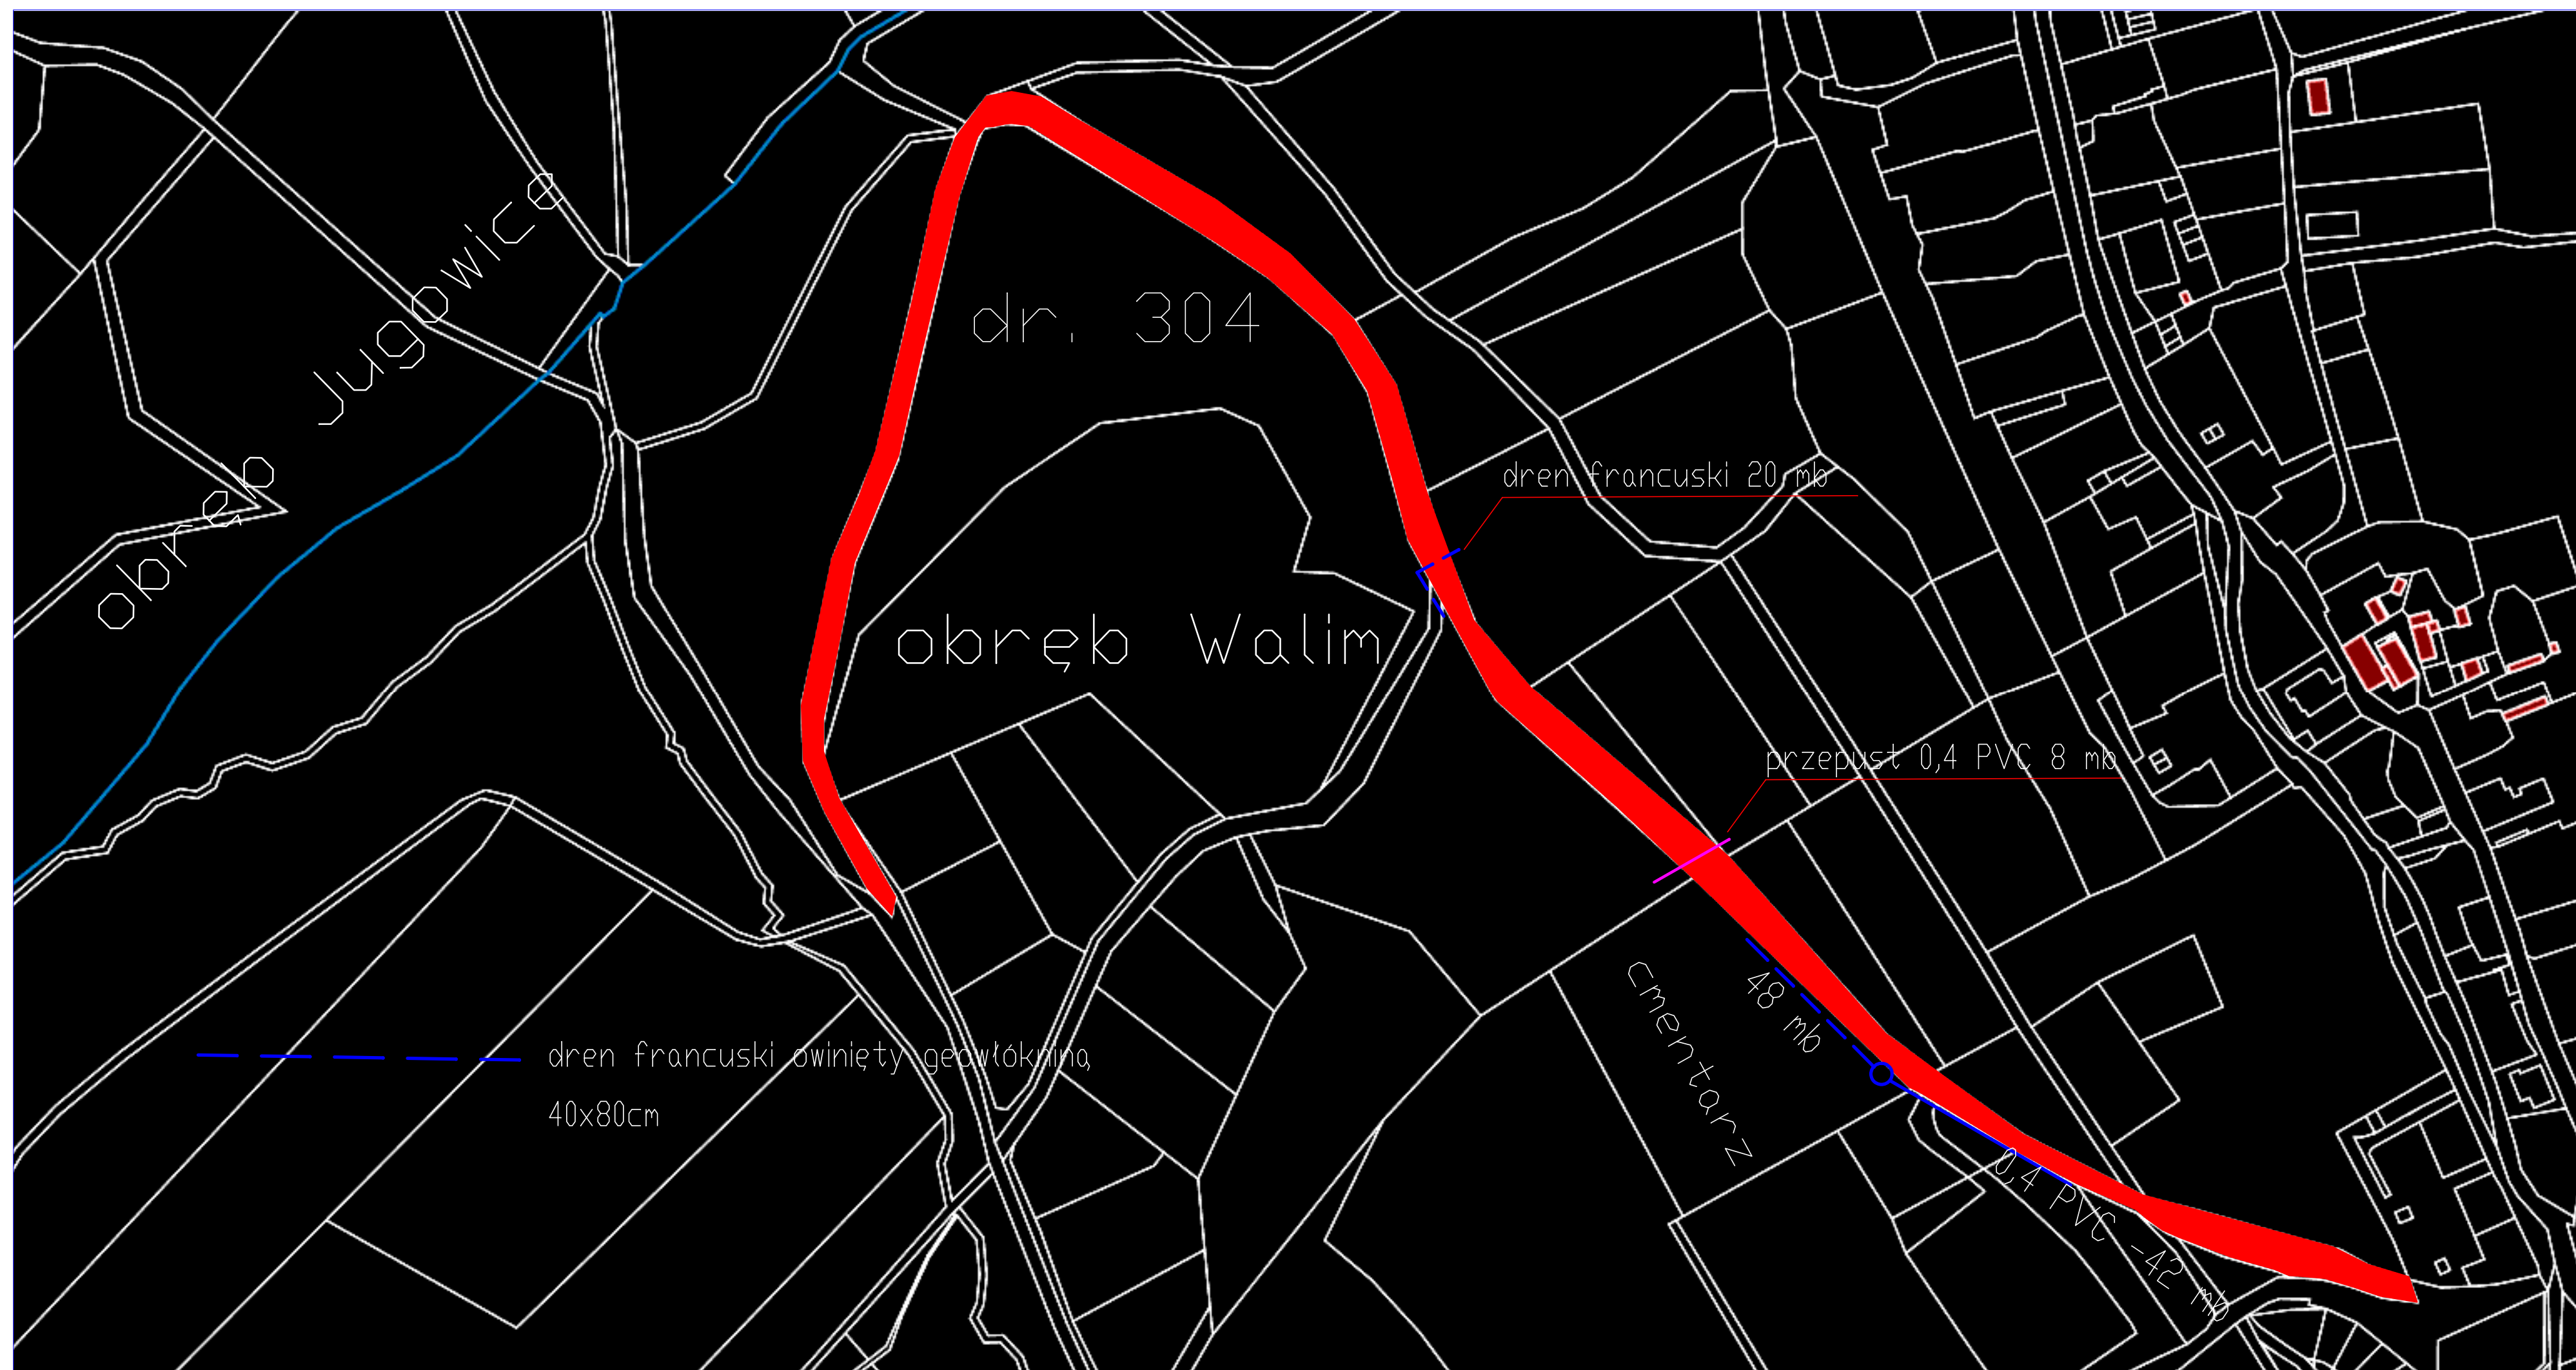 obręb Jugowice
dr. 304
dren francuski 20 mb
obręb Walim
przepust 0,4 PVC 8 mb
48 mb
cmentarz
dren francuski owinięty geowłókniną
40x80cm
0,4 PVC -42 mb